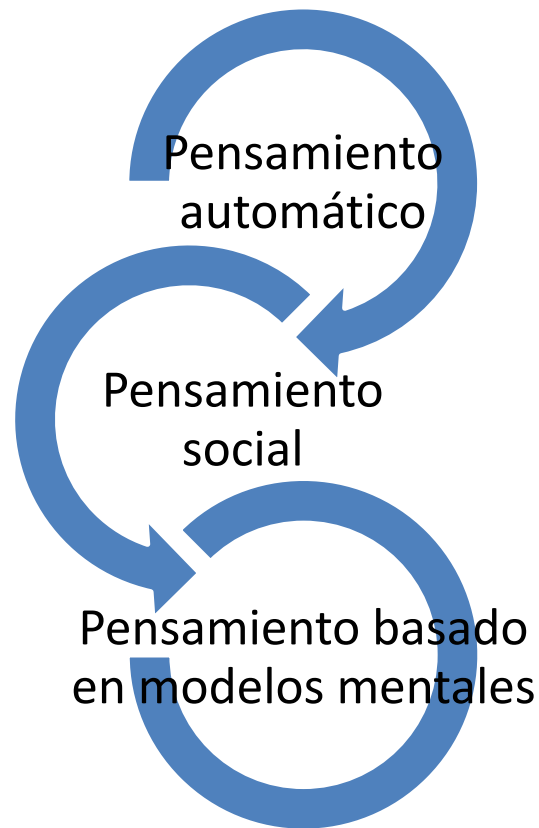 Pensamiento
automático
Pensamiento
social
Pensamiento basado
en modelos mentales